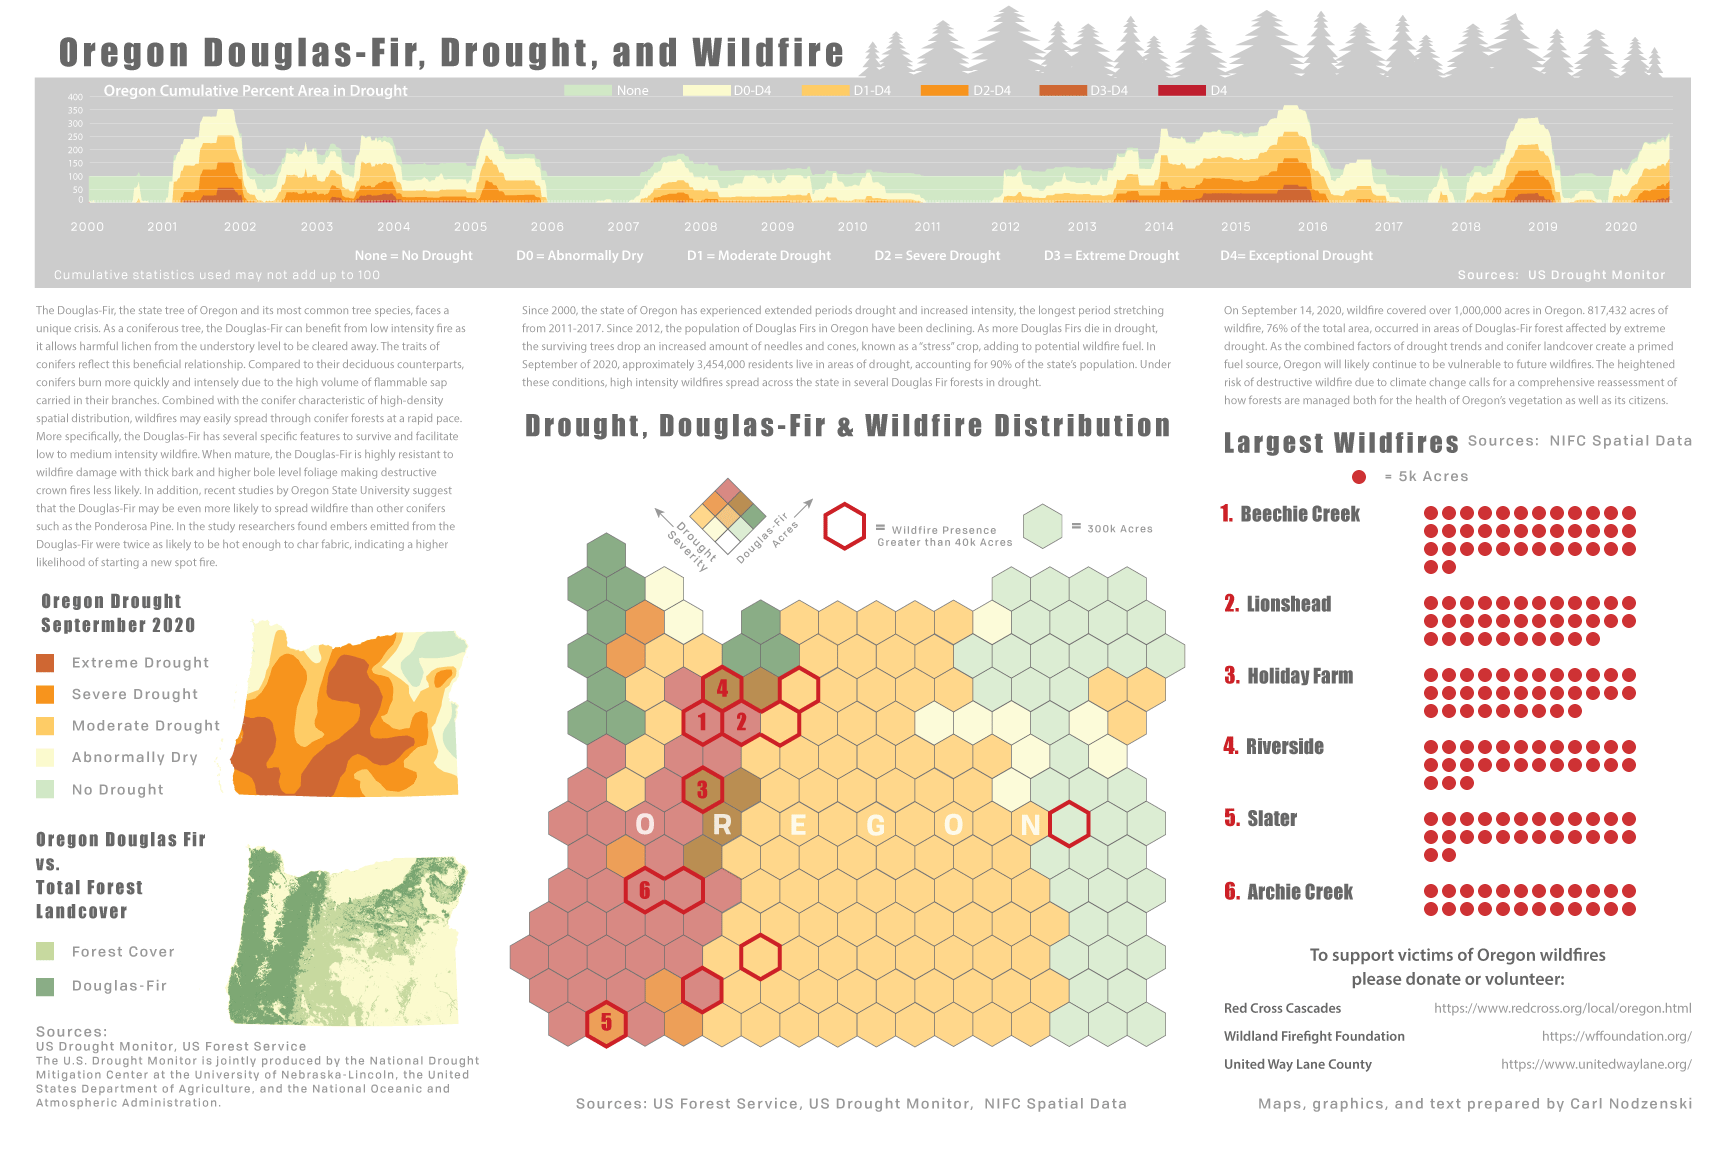 Oregon Douglas-Fir, Drought, and Wildfire
Oregon Cumulative Percent Area in Drought
None
D0-D4
D1-D4
D2-D4
D3-D4
D4
400
350
300
250
200
150
100
50
0
2000 2001 2002 2003 2004 2005 2006 2007 2008 2009 2010 2011 2012 2013 2014 2015 2016 2017 2018 2019 2020
None = No Drought
D0 = Abnormally Dry
D1 = Moderate Drought
D2 = Severe Drought
D3 = Extreme Drought
D4= Exceptional Drought
Cumulative statistics used may not add up to 100
Sources: US Drought Monitor
The Douglas-Fir, the state tree of Oregon and its most common tree species, faces a
unique crisis. As a coniferous tree, the Douglas-Fir can benefit from low intensity fire as
it allows harmful lichen from the understory level to be cleared away. The traits of
conifers reflect this beneficial relationship. Compared to their deciduous counterparts,
conifers burn more quickly and intensely due to the high volume of flammable sap
carried in their branches. Combined with the conifer characteristic of high-density
spatial distribution, wildfires may easily spread through conifer forests at a rapid pace.
More specifically, the Douglas-Fir has several specific features to survive and facilitate
low to medium intensity wildfire. When mature, the Douglas-Fir is highly resistant to
wildfire damage with thick bark and higher bole level foliage making destructive
crown fires less likely. In addition, recent studies by Oregon State University suggest
that the Douglas-Fir may be even more likely to spread wildfire than other conifers
such as the Ponderosa Pine. In the study researchers found embers emitted from the
Douglas-Fir were twice as likely to be hot enough to char fabric, indicating a higher
likelihood of starting a new spot fire.
Since 2000, the state of Oregon has experienced extended periods drought and increased intensity, the longest period stretching
from 2011-2017. Since 2012, the population of Douglas Firs in Oregon have been declining. As more Douglas Firs die in drought,
the surviving trees drop an increased amount of needles and cones, known as a "stress" crop, adding to potential wildfire fuel. In
September of 2020, approximately 3,454,000 residents live in areas of drought, accounting for 90% of the state's population. Under
these conditions, high intensity wildfires spread across the state in several Douglas Fir forests in drought.
On September 14, 2020, wildfire covered over 1,000,000 acres in Oregon. 817,432 acres of
wildfire, 76% of the total area, occurred in areas of Douglas-Fir forest affected by extreme
drought. As the combined factors of drought trends and conifer landcover create a primed
fuel source, Oregon will likely continue to be vulnerable to future wildfires. The heightened
risk of destructive wildfire due to climate change calls for a comprehensive reassessment of
how forests are managed both for the health of Oregon's vegetation as well as its citizens.
Oregon Drought
Septermber 2020
Extreme Drought
Severe Drought
Moderate Drought
Abnormally Dry
No Drought
Oregon Douglas Fir
vs.
Total Forest
Landcover
Forest Cover
Douglas-Fir
Sources:
US Drought Monitor, US Forest Service
The U.S. Drought Monitor is jointly produced by the National Drought
Mitigation Center at the University of Nebraska-Lincoln, the United
States Department of Agriculture, and the National Oceanic and
Atmospheric Administration.
Drought, Douglas-Fir & Wildfire Distribution
Drought
Severity
Douglas-Fir
Acres
= Wildfire Presence
Greater than 40k Acres
= 300k Acres
4
1
2
3
O R E G O N
6
5
Sources: US Forest Service, US Drought Monitor, NIFC Spatial Data
Largest Wildfires
Sources: NIFC Spatial Data
= 5k Acres
1. Beechie Creek
2. Lionshead
3. Holiday Farm
4. Riverside
5. Slater
6. Archie Creek
To support victims of Oregon wildfires
please donate or volunteer:
Red Cross Cascades https://www.redcross.org/local/oregon.html
Wildland Firefight Foundation https://wffoundation.org/
United Way Lane County https://www.unitedwaylane.org/
Maps, graphics, and text prepared by Carl Nodzenski